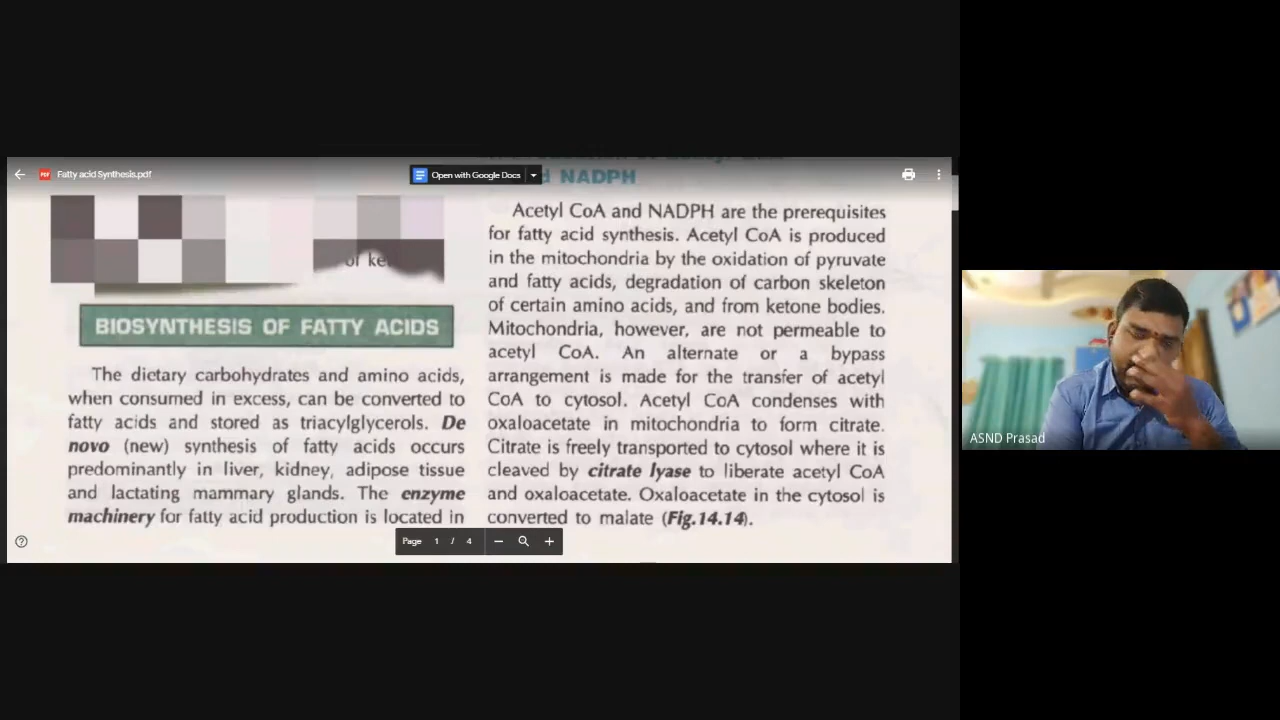 Fatty acid Synthesis.pdf
Open with Google Docs
NADPH
of ke
BIOSYNTHESIS OF FATTY ACIDS
The dietary carbohydrates and amino acids,
when consumed in excess, can be converted to
fatty acids and stored as triacylglycerols. De
novo (new) synthesis of fatty acids occurs
predominantly in liver, kidney, adipose tissue
and lactating mammary glands. The enzyme
machinery for fatty acid production is located in
Acetyl CoA and NADPH are the prerequisites
for fatty acid synthesis. Acetyl CoA is produced
in the mitochondria by the oxidation of pyruvate
and fatty acids, degradation of carbon skeleton
of certain amino acids, and from ketone bodies.
Mitochondria, however, are not permeable to
acetyl CoA. An alternate or a bypass
arrangement is made for the transfer of acetyl
CoA to cytosol. Acetyl CoA condenses with
oxaloacetate in mitochondria to form citrate.
Citrate is freely transported to cytosol where it is
cleaved by citrate lyase to liberate acetyl CoA
and oxaloacetate. Oxaloacetate in the cytosol is
converted to malate (Fig.14.14).
Page 1 / 4
ASND Prasad